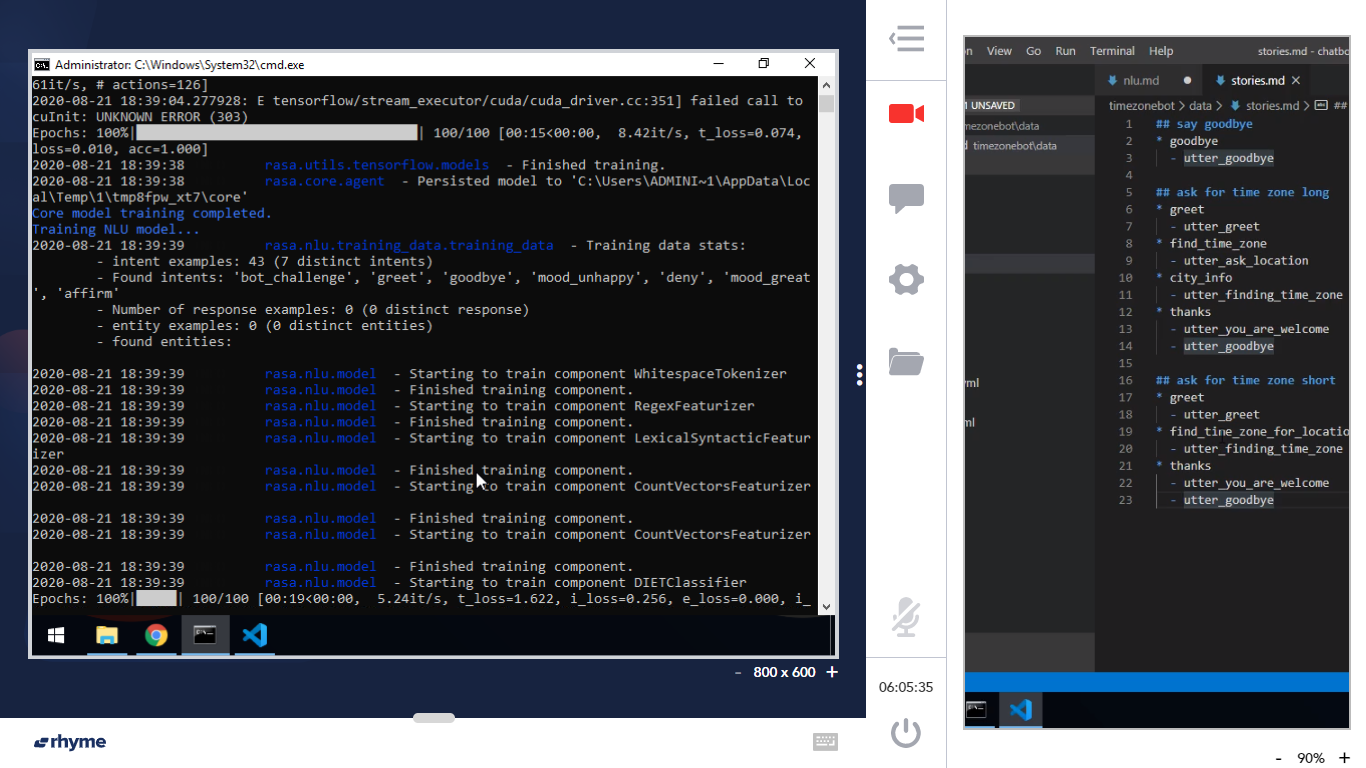 Administrator: C:\Windows\System32\cmd.exe
61it/s, # actions=126]
2020-08-21 18:39:04.277928: E tensorflow/stream_executor/cuda/cuda_driver.cc:351] failed call to
cuInit: UNKNOWN ERROR (303)
Epochs: 100%| | 100/100 [00:15<00:00, 8.42it/s, t_loss=0.074,
loss=0.010, acc=1.000]
2020-08-21 18:39:38 rasa.utils.tensorflow.models - Finished training.
2020-08-21 18:39:38 rasa.core.agent - Persisted model to 'C:\Users\ADMINI~1\AppData\Loc
al\Temp\1\tmp8fpw_xt7\core'
Core model training completed.
Training NLU model...
2020-08-21 18:39:39 rasa.nlu.training_data.training_data - Training data stats:
- intent examples: 43 (7 distinct intents)
- Found intents: 'bot_challenge', 'greet', 'goodbye', 'mood_unhappy', 'deny', 'mood_great
', 'affirm'
- Number of response examples: 0 (0 distinct response)
- entity examples: 0 (0 distinct entities)
- found entities:
2020-08-21 18:39:39 rasa.nlu.model - Starting to train component WhitespaceTokenizer
2020-08-21 18:39:39 rasa.nlu.model - Finished training component.
2020-08-21 18:39:39 rasa.nlu.model - Starting to train component RegexFeaturizer
2020-08-21 18:39:39 rasa.nlu.model - Finished training component.
2020-08-21 18:39:39 rasa.nlu.model - Starting to train component LexicalSyntacticFeatur
izer
2020-08-21 18:39:39 rasa.nlu.model - Finished training component.
2020-08-21 18:39:39 rasa.nlu.model - Starting to train component CountVectorsFeaturizer
2020-08-21 18:39:39 rasa.nlu.model - Finished training component.
2020-08-21 18:39:39 rasa.nlu.model - Starting to train component CountVectorsFeaturizer
2020-08-21 18:39:39 rasa.nlu.model - Finished training component.
2020-08-21 18:39:39 rasa.nlu.model - Starting to train component DIETClassifier
Epochs: 100%| | 100/100 [00:19<00:00, 5.24it/s, t_loss=1.622, i_loss=0.256, e_loss=0.000, i_
- 800 x 600 +
rhyme
06:05:35
n View Go Run Terminal Help stories.md - chatbo
nlu.md ● stories.md ×
1 UNSAVED
timezonebot > data > stories.md > ##
mezonebot\data
timezonebot\data
ml
ml
1 ## say goodbye
2 * goodbye
3 - utter_goodbye
4
5 ## ask for time zone long
6 * greet
7 - utter_greet
8 * find_time_zone
9 - utter_ask_location
10 * city_info
11 - utter_finding_time_zone
12 * thanks
13 - utter_you_are_welcome
14 - utter_goodbye
15
16 ## ask for time zone short
17 * greet
18 - utter_greet
19 * find_time_zone_for_locatio
20 - utter_finding_time_zone
21 * thanks
22 - utter_you_are_welcome
23 - utter_goodbye
- 90% +